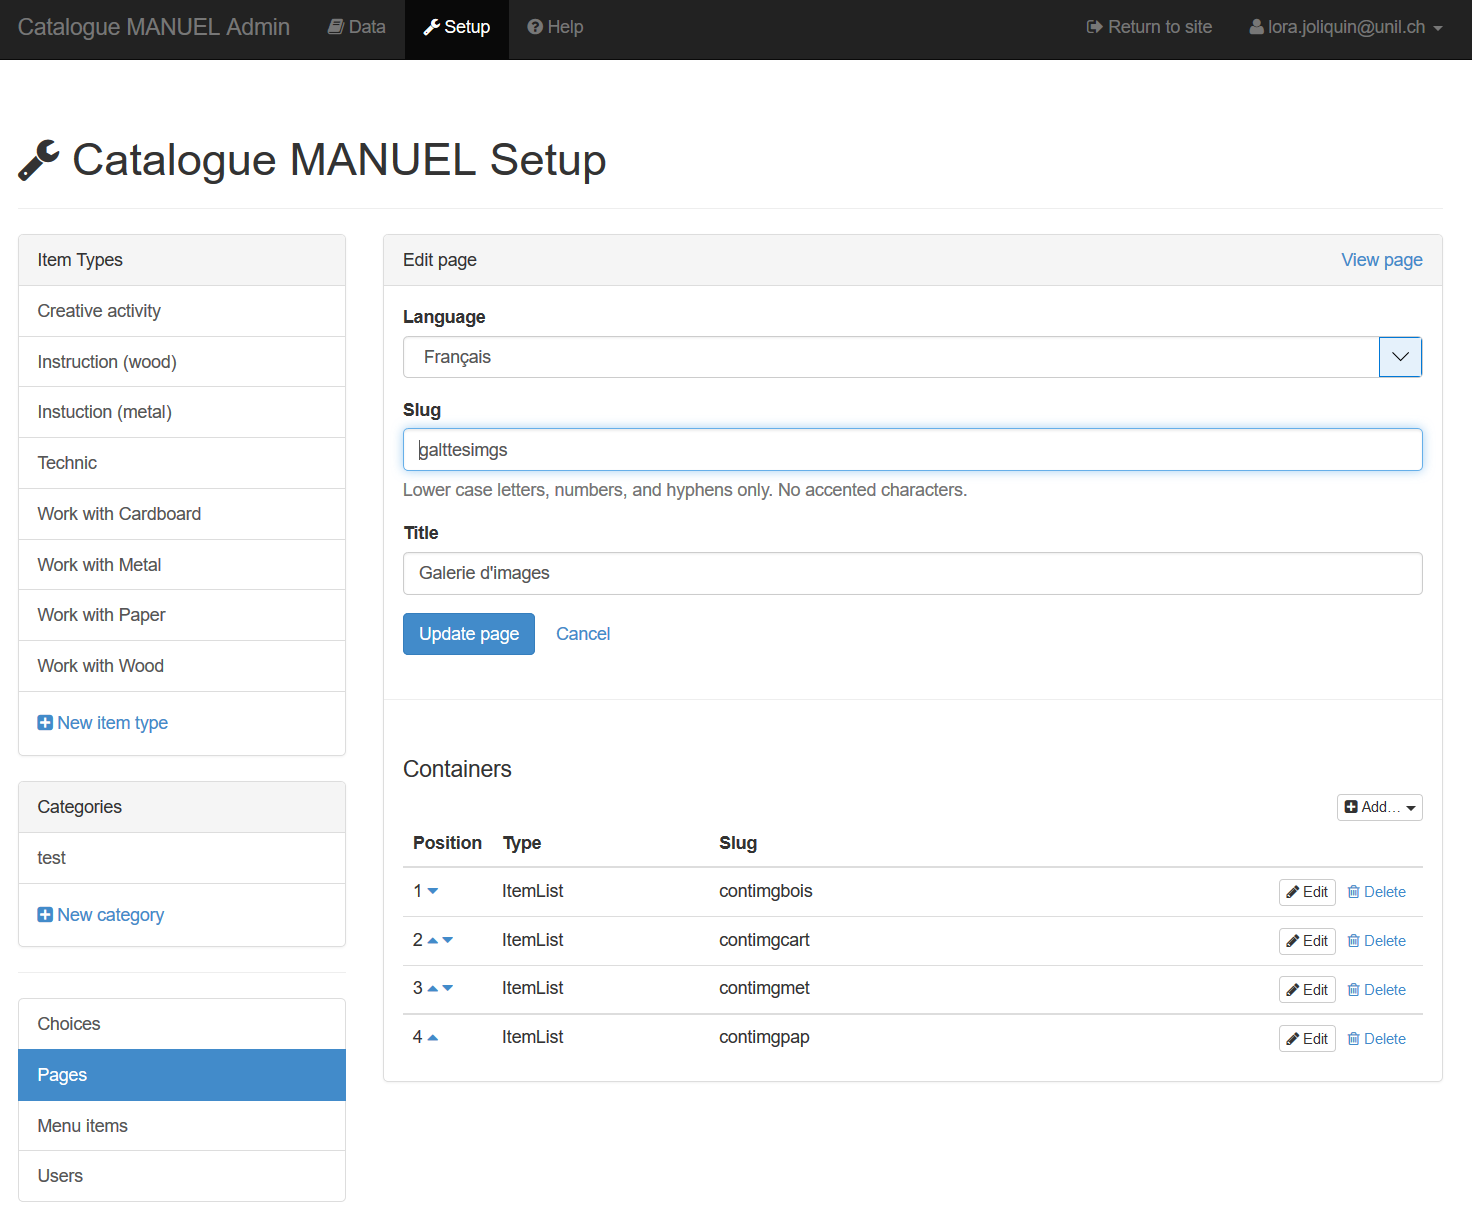 Catalogue MANUEL Admin Data Setup Help Return to site lora.joliquin@unil.ch
Catalogue MANUEL Setup
Item Types
Creative activity
Instruction (wood)
Instuction (metal)
Technic
Work with Cardboard
Work with Metal
Work with Paper
Work with Wood
New item type
Categories
test
New category
Choices
Pages
Menu items
Users
Edit page View page
Language
Français
Slug
galttesimgs
Lower case letters, numbers, and hyphens only. No accented characters.
Title
Galerie d'images
Update page Cancel
Containers
Add...
Position Type Slug
1 ItemList contimgbois Edit Delete
2 ItemList contimgcart Edit Delete
3 ItemList contimgmet Edit Delete
4 ItemList contimgpap Edit Delete